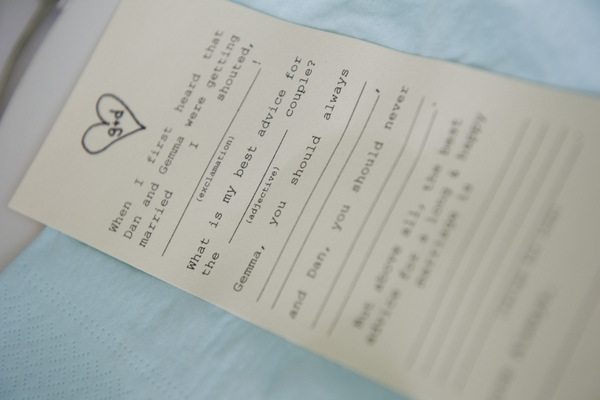 g+d
When I first heard that
Dan and Gemma were getting
married I shouted,
!
(exclamation)
What is my best advice for
the couple?
(adjective)
Gemma, you should always
,
and Dan, you should never
.
But above all, the best
advice for a long & happy
marriage is